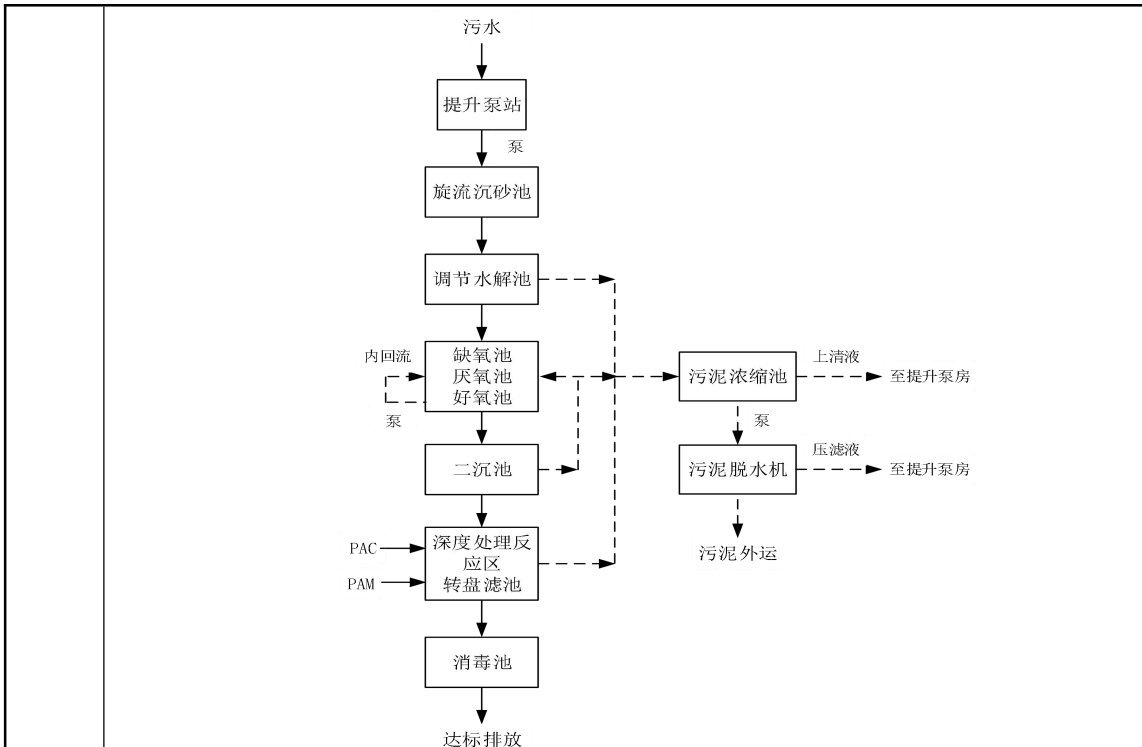 污水
提升泵站
泵
旋流沉砂池
调节水解池
内回流
缺氧池
厌氧池
好氧池
泵
二沉池
PAC
PAM
深度处理反
应区
转盘滤池
消毒池
达标排放
污泥浓缩池
上清液
至提升泵房
泵
污泥脱水机
压滤液
至提升泵房
污泥外运